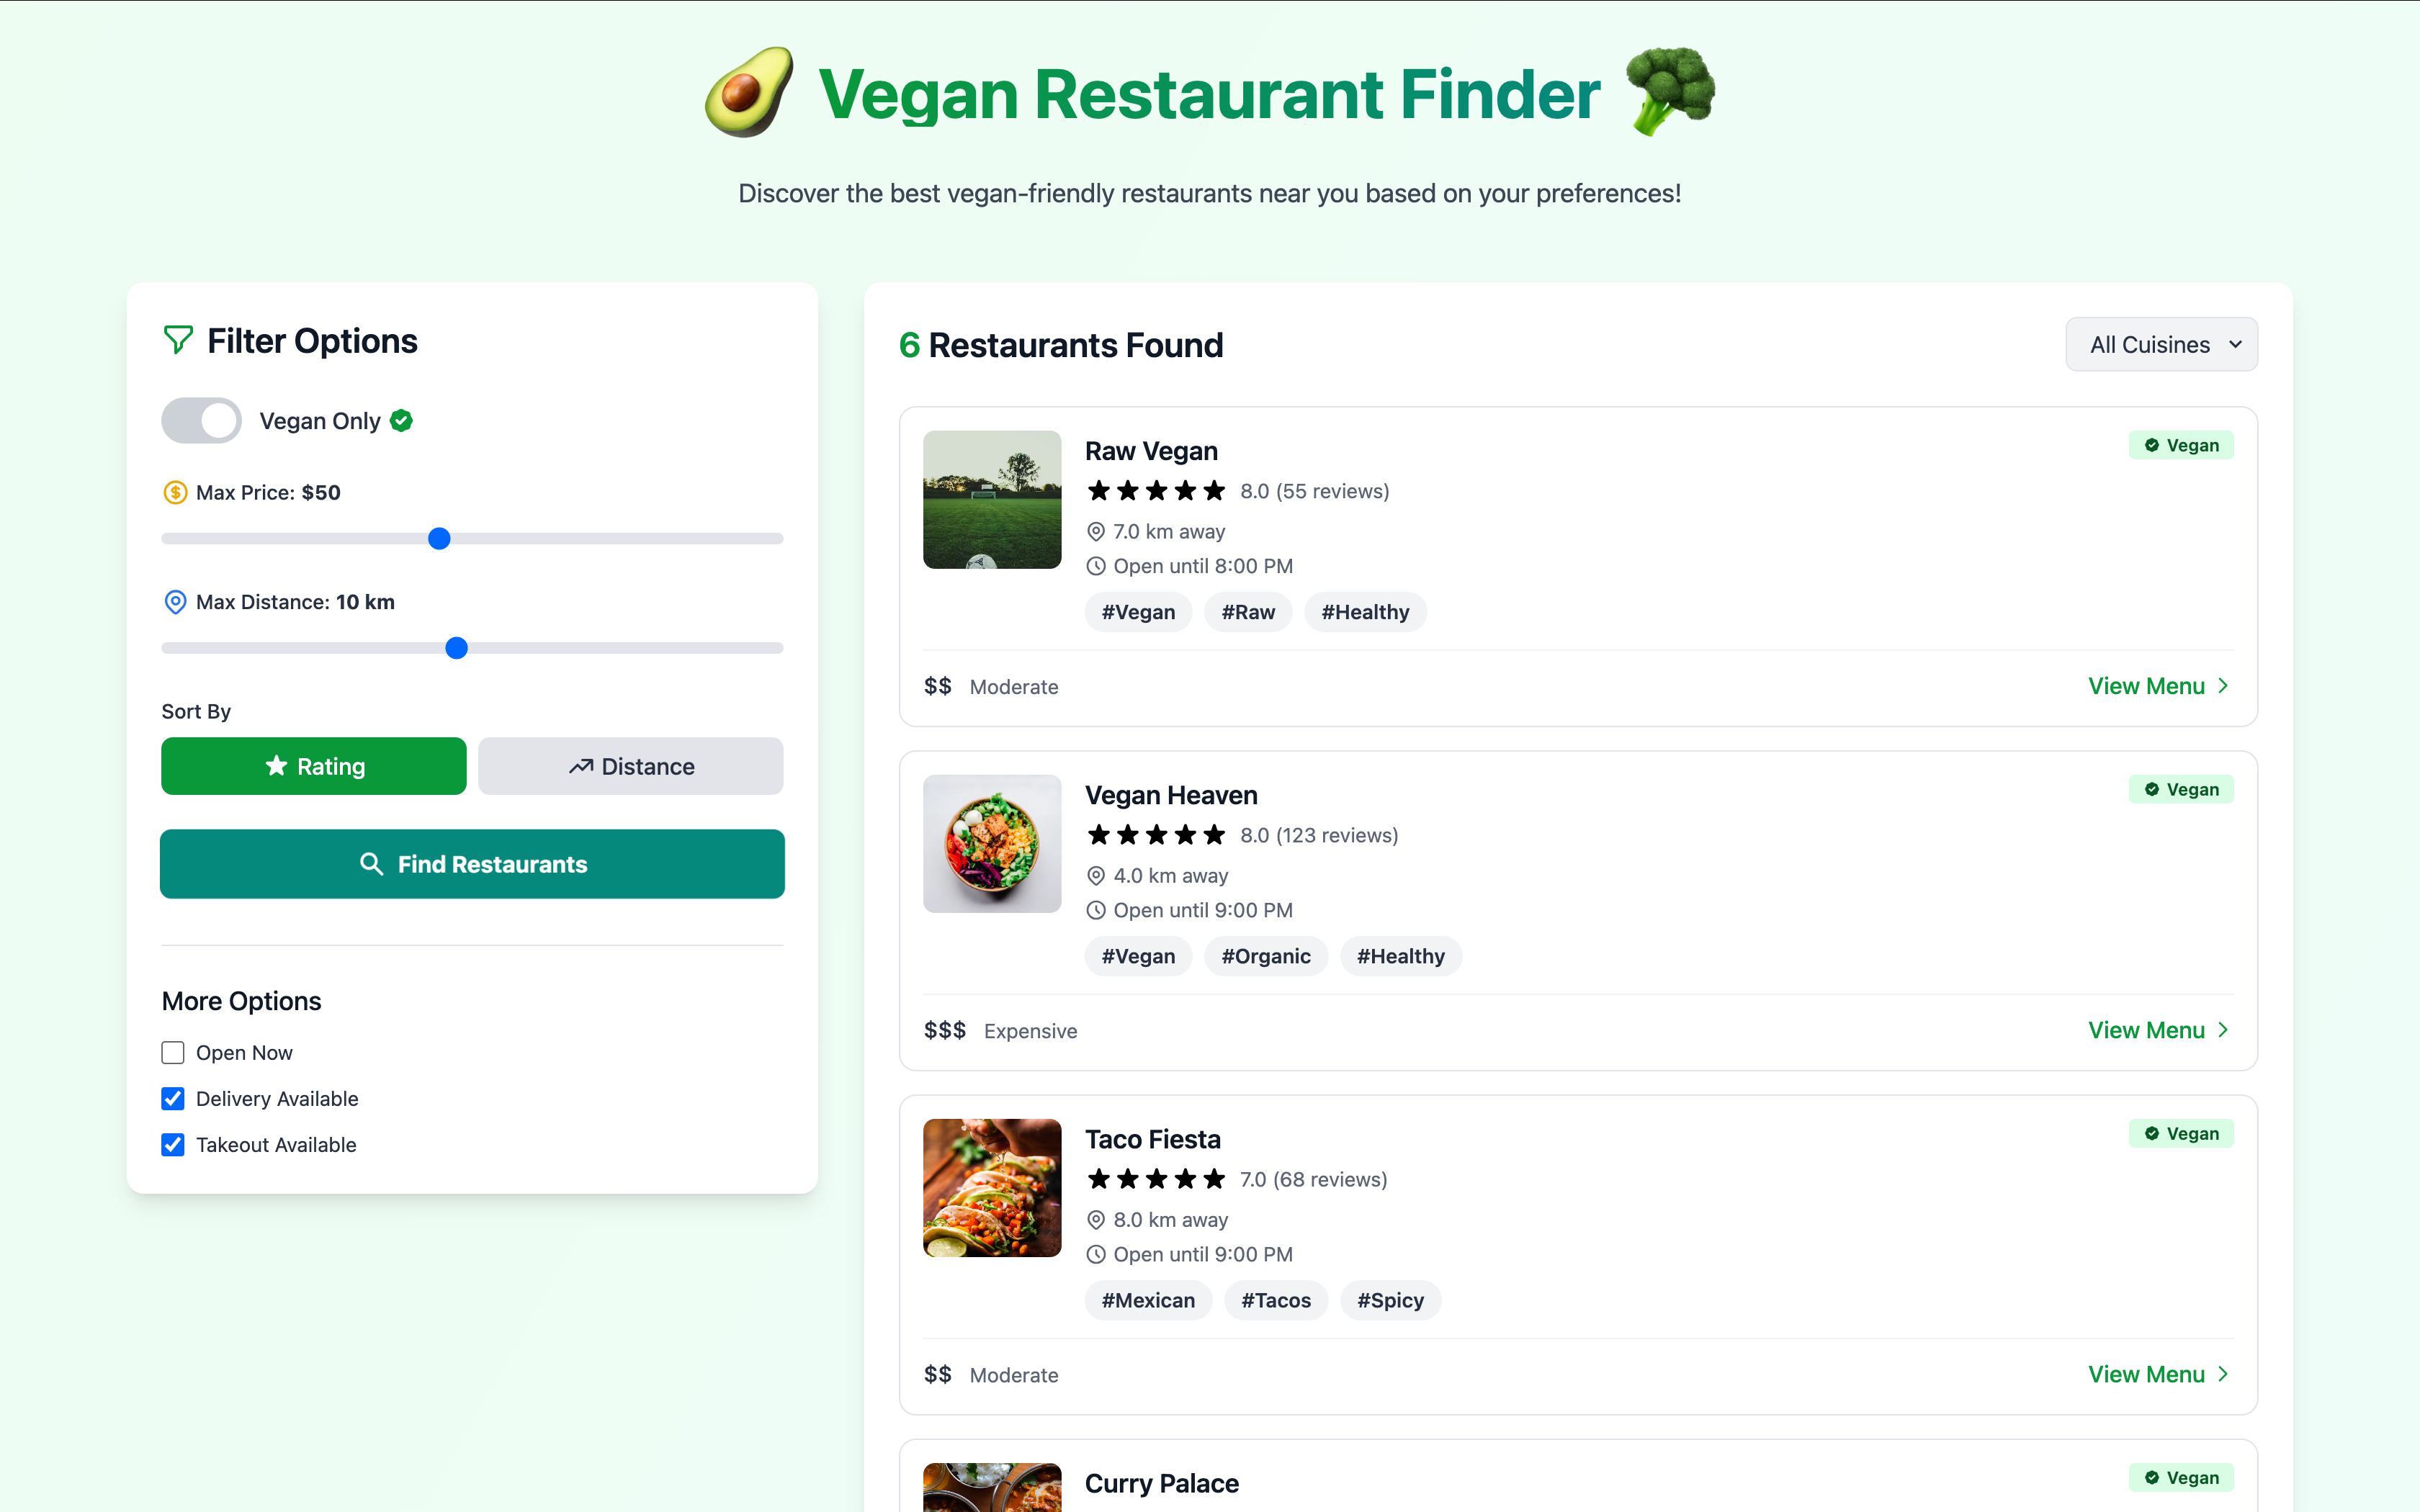 Vegan Restaurant Finder
Discover the best vegan-friendly restaurants near you based on your preferences!
Filter Options
Vegan Only
Max Price: $50
Max Distance: 10 km
Sort By
Rating
Distance
Find Restaurants
More Options
Open Now
Delivery Available
Takeout Available
6 Restaurants Found
All Cuisines
Raw Vegan
Vegan
8.0 (55 reviews)
7.0 km away
Open until 8:00 PM
#Vegan #Raw #Healthy
$$ Moderate
View Menu
Vegan Heaven
Vegan
8.0 (123 reviews)
4.0 km away
Open until 9:00 PM
#Vegan #Organic #Healthy
$$$ Expensive
View Menu
Taco Fiesta
Vegan
7.0 (68 reviews)
8.0 km away
Open until 9:00 PM
#Mexican #Tacos #Spicy
$$ Moderate
View Menu
Curry Palace
Vegan